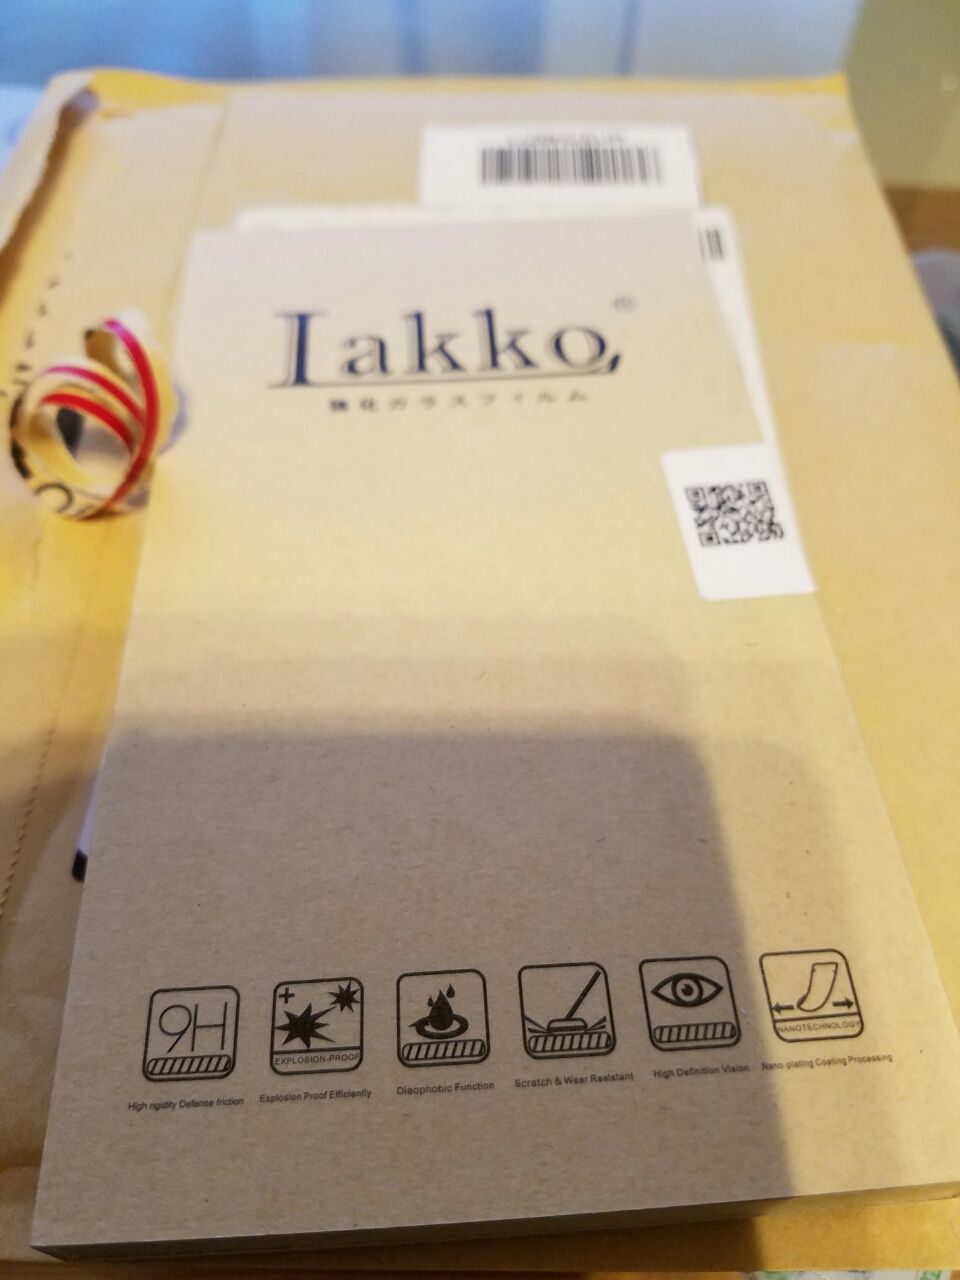 Iakko®
強化ガラスフィルム
9H
EXPLOSION-PROOF
NANOTECHNOLOGY
High rigidity Defense friction
Explosion Proof Efficiently
Oleophobic Function
Scratch & Wear Resistant
High Definition Vision
Nano-plating Coating Processing